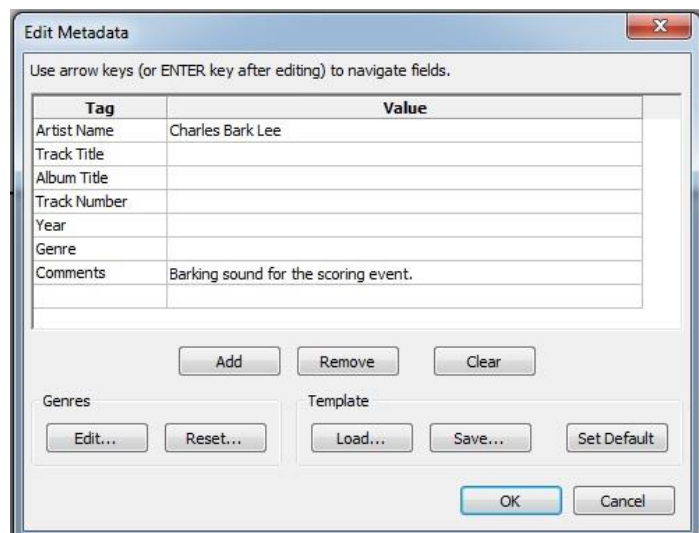 Edit Metadata
Use arrow keys (or ENTER key after editing) to navigate fields.
Tag Value
Artist Name Charles Bark Lee
Track Title
Album Title
Track Number
Year
Genre
Comments Barking sound for the scoring event.
Add Remove Clear
Genres Template
Edit... Reset... Load... Save... Set Default
OK Cancel